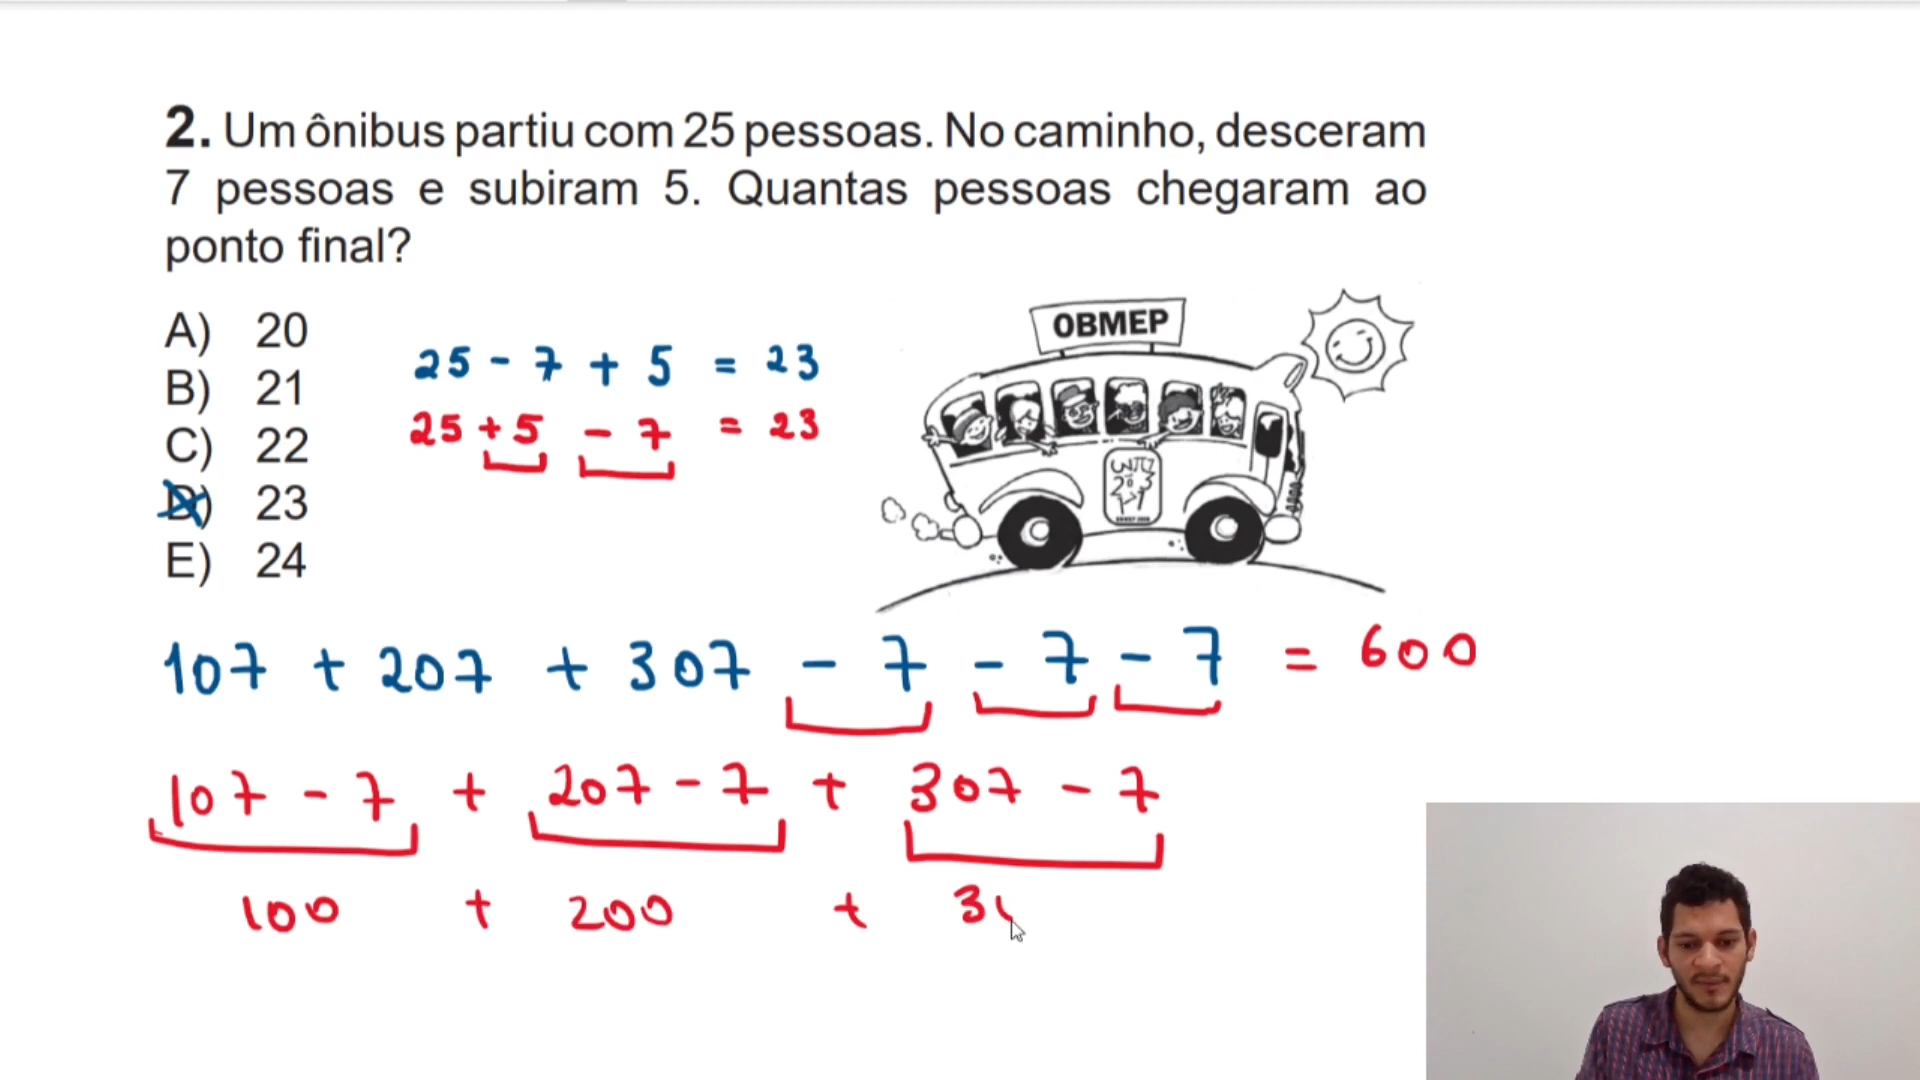 2. Um ônibus partiu com 25 pessoas. No caminho, desceram
7 pessoas e subiram 5. Quantas pessoas chegaram ao
ponto final?
A) 20
B) 21
C) 22
D) 23
E) 24
25 - 7 + 5 = 23
25 + 5 - 7 = 23
OBMEP
107 + 207 + 307 - 7 - 7 - 7 = 600
107 - 7 + 207 - 7 + 307 - 7
100 + 200 + 3